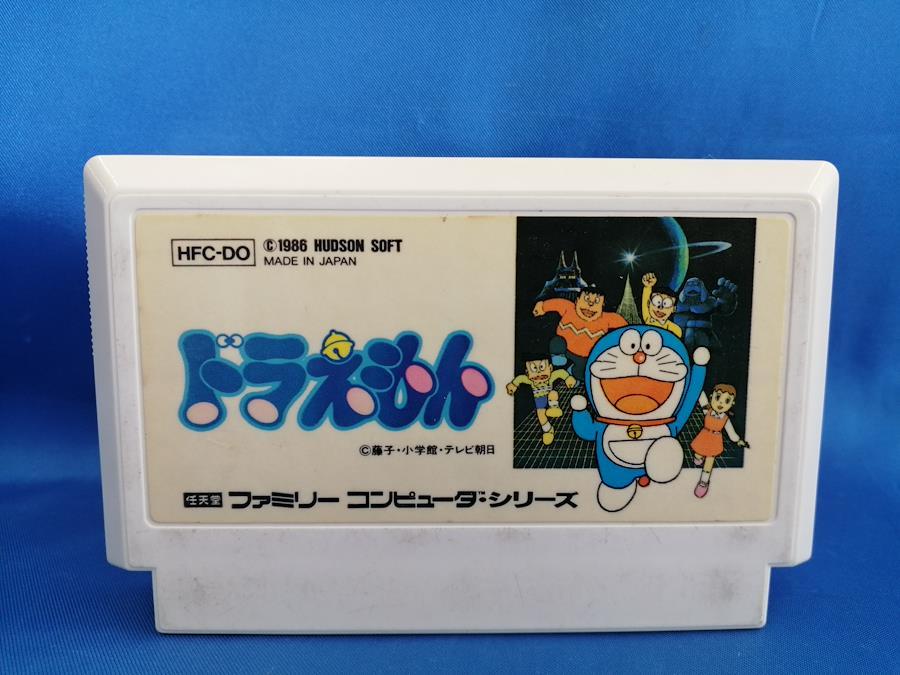 HFC-DO
©1986 HUDSON SOFT
MADE IN JAPAN
ドラえもん
©藤子・小学館・テレビ朝日
任天堂 ファミリー コンピュータ・シリーズ